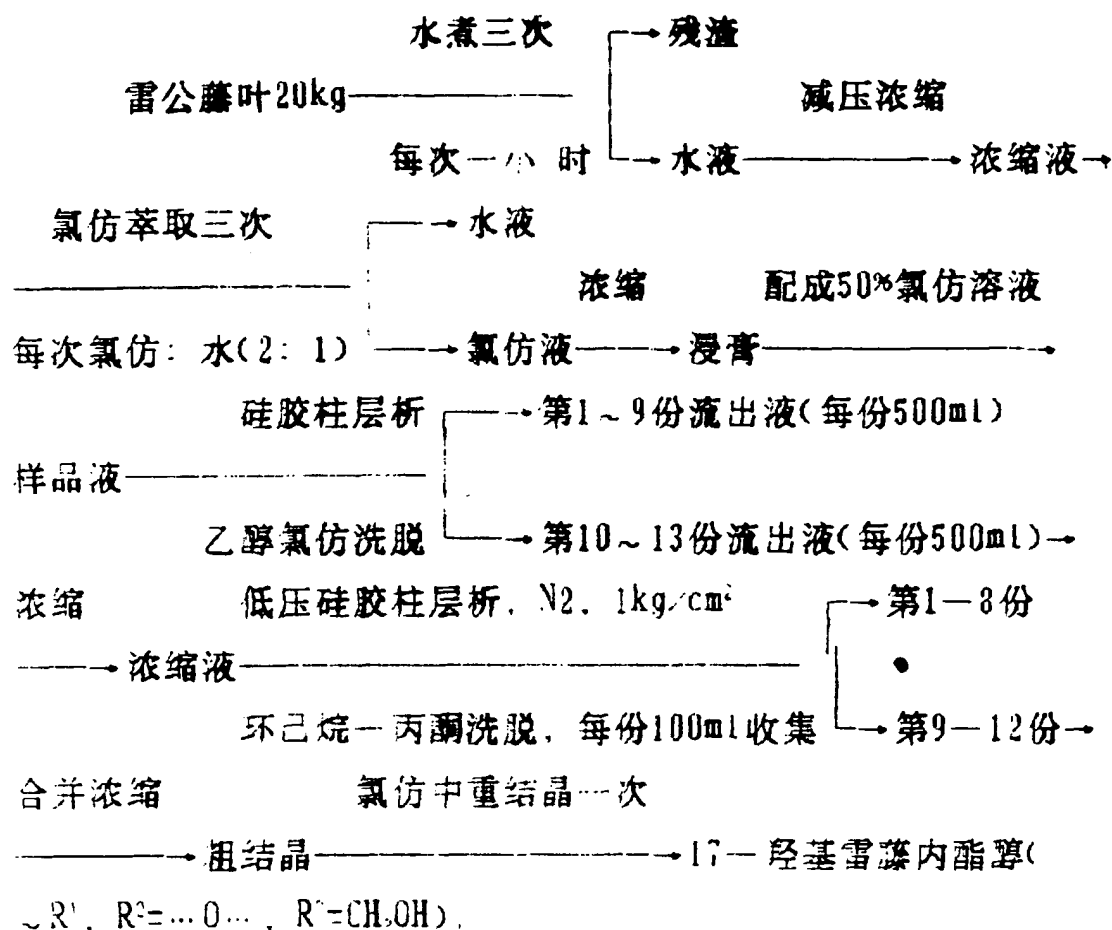 水煮三次 残渣
雷公藤叶20kg 减压浓缩
每次一小时 水液 浓缩液
氯仿萃取三次 水液
浓缩 配成50%氯仿溶液
每次氯仿：水(2：1) 氯仿液 浸膏
硅胶柱层析 第1～9份流出液(每份500ml)
样品液
乙醇氯仿洗脱 第10～13份流出液(每份500ml)
浓缩 低压硅胶柱层析，N2，1kg/cm² 第1－8份
浓缩液
环己烷－丙酮洗脱，每份100ml收集 第9－12份
合并浓缩 氯仿中重结晶一次
粗结晶 17－羟基雷藤内酯醇(
～R¹，R²=…O…，=CH₂OH)，